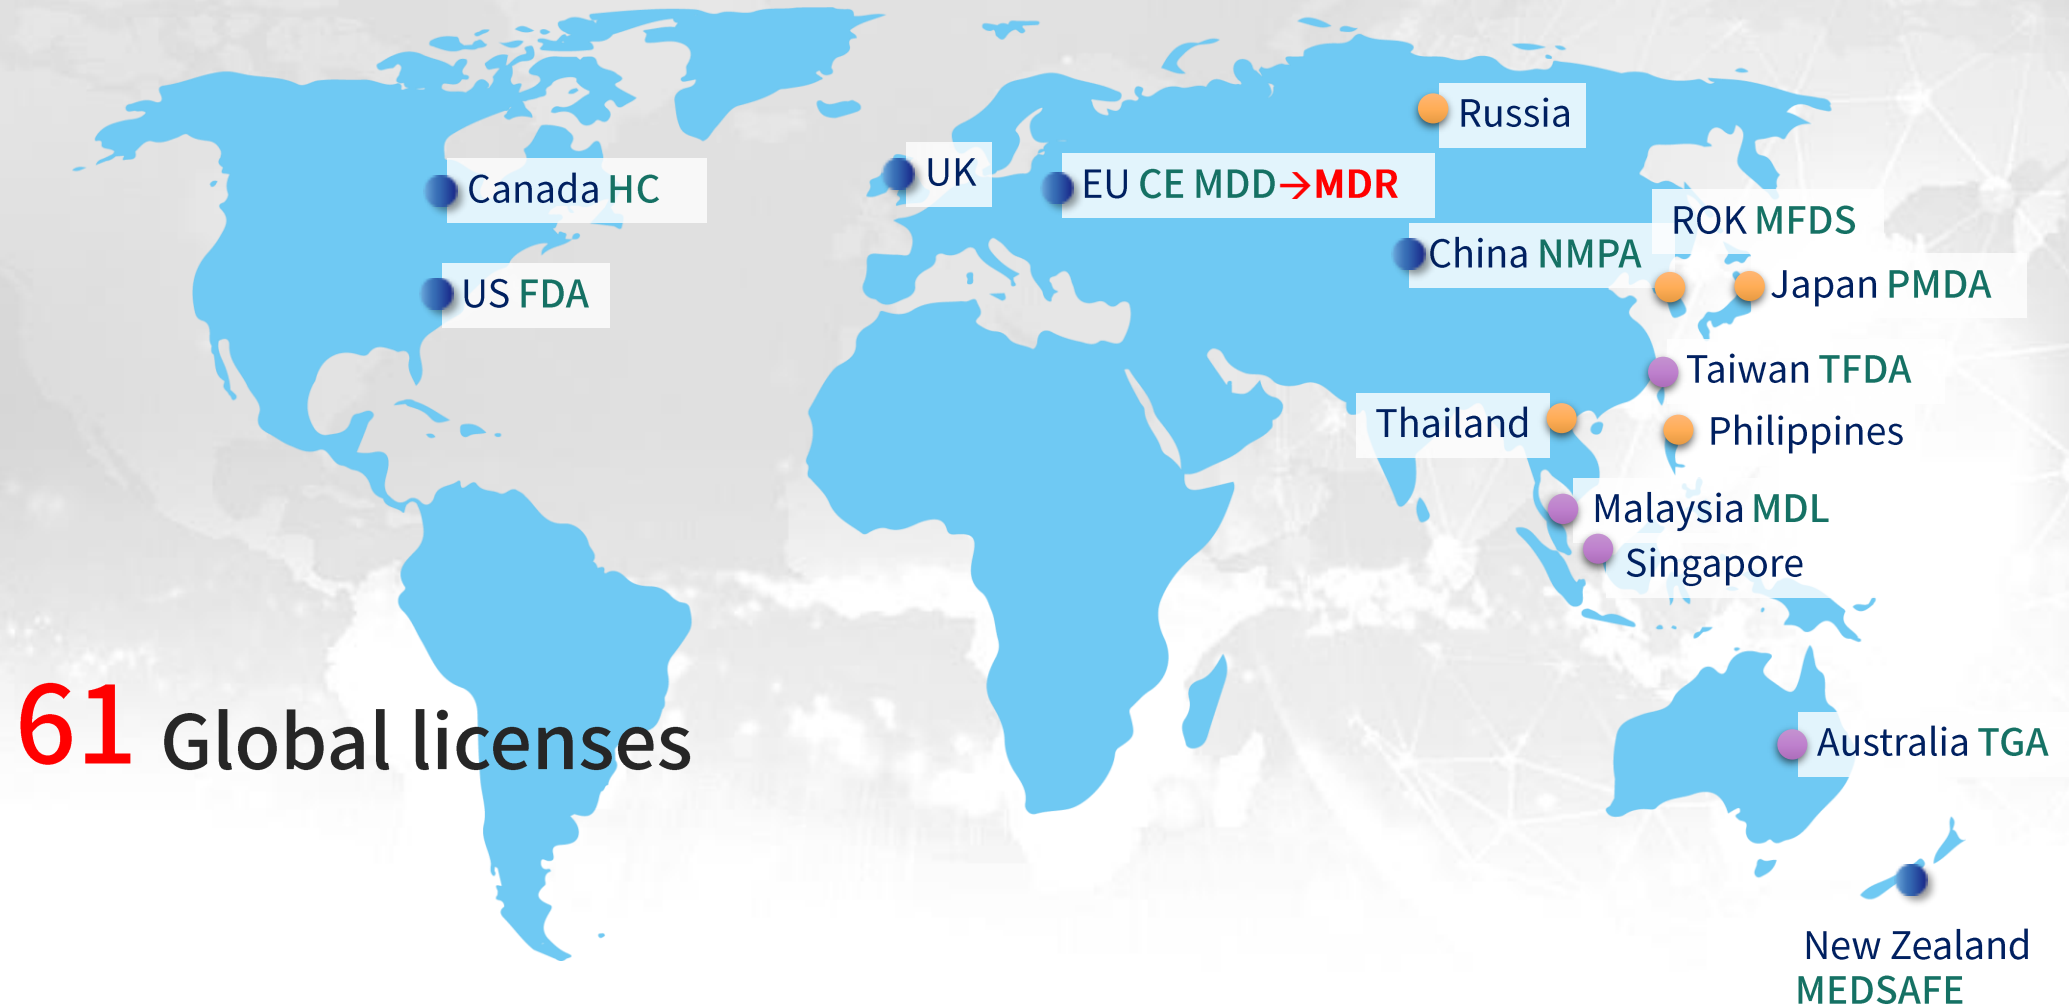 Russia
UK
EU CE MDD→MDR
Canada HC
ROK MFDS
China NMPA
Japan PMDA
US FDA
Taiwan TFDA
Thailand
Philippines
Malaysia MDL
Singapore
61 Global licenses
Australia TGA
New Zealand
MEDSAFE